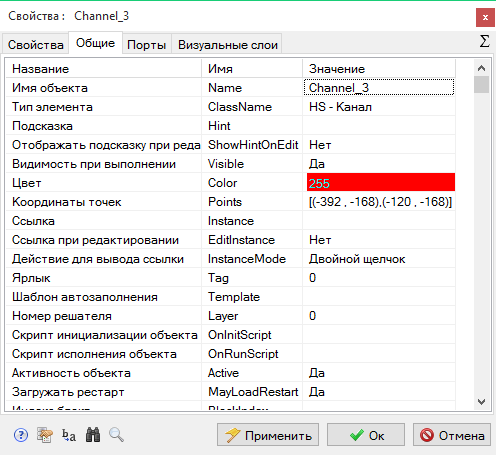 Свойства: Channel_3
x
Свойства Общие Порты Визуальные слои Σ
Название Имя Значение
Имя объекта Name Channel_3
Тип элемента ClassName HS - Канал
Подсказка Hint
Отображать подсказку при реда ShowHintOnEdit Нет
Видимость при выполнении Visible Да
Цвет Color 255
Координаты точек Points [(-392 , -168),(-120 , -168)]
Ссылка Instance
Ссылка при редактировании EditInstance Нет
Действие для вывода ссылки InstanceMode Двойной щелчок
Ярлык Tag 0
Шаблон автозаполнения Template
Номер решателя Layer 0
Скрипт инициализации объекта OnInitScript
Скрипт исполнения объекта OnRunScript
Активность объекта Active Да
Загружать рестарт MayLoadRestart Да
Применить Ок Отмена